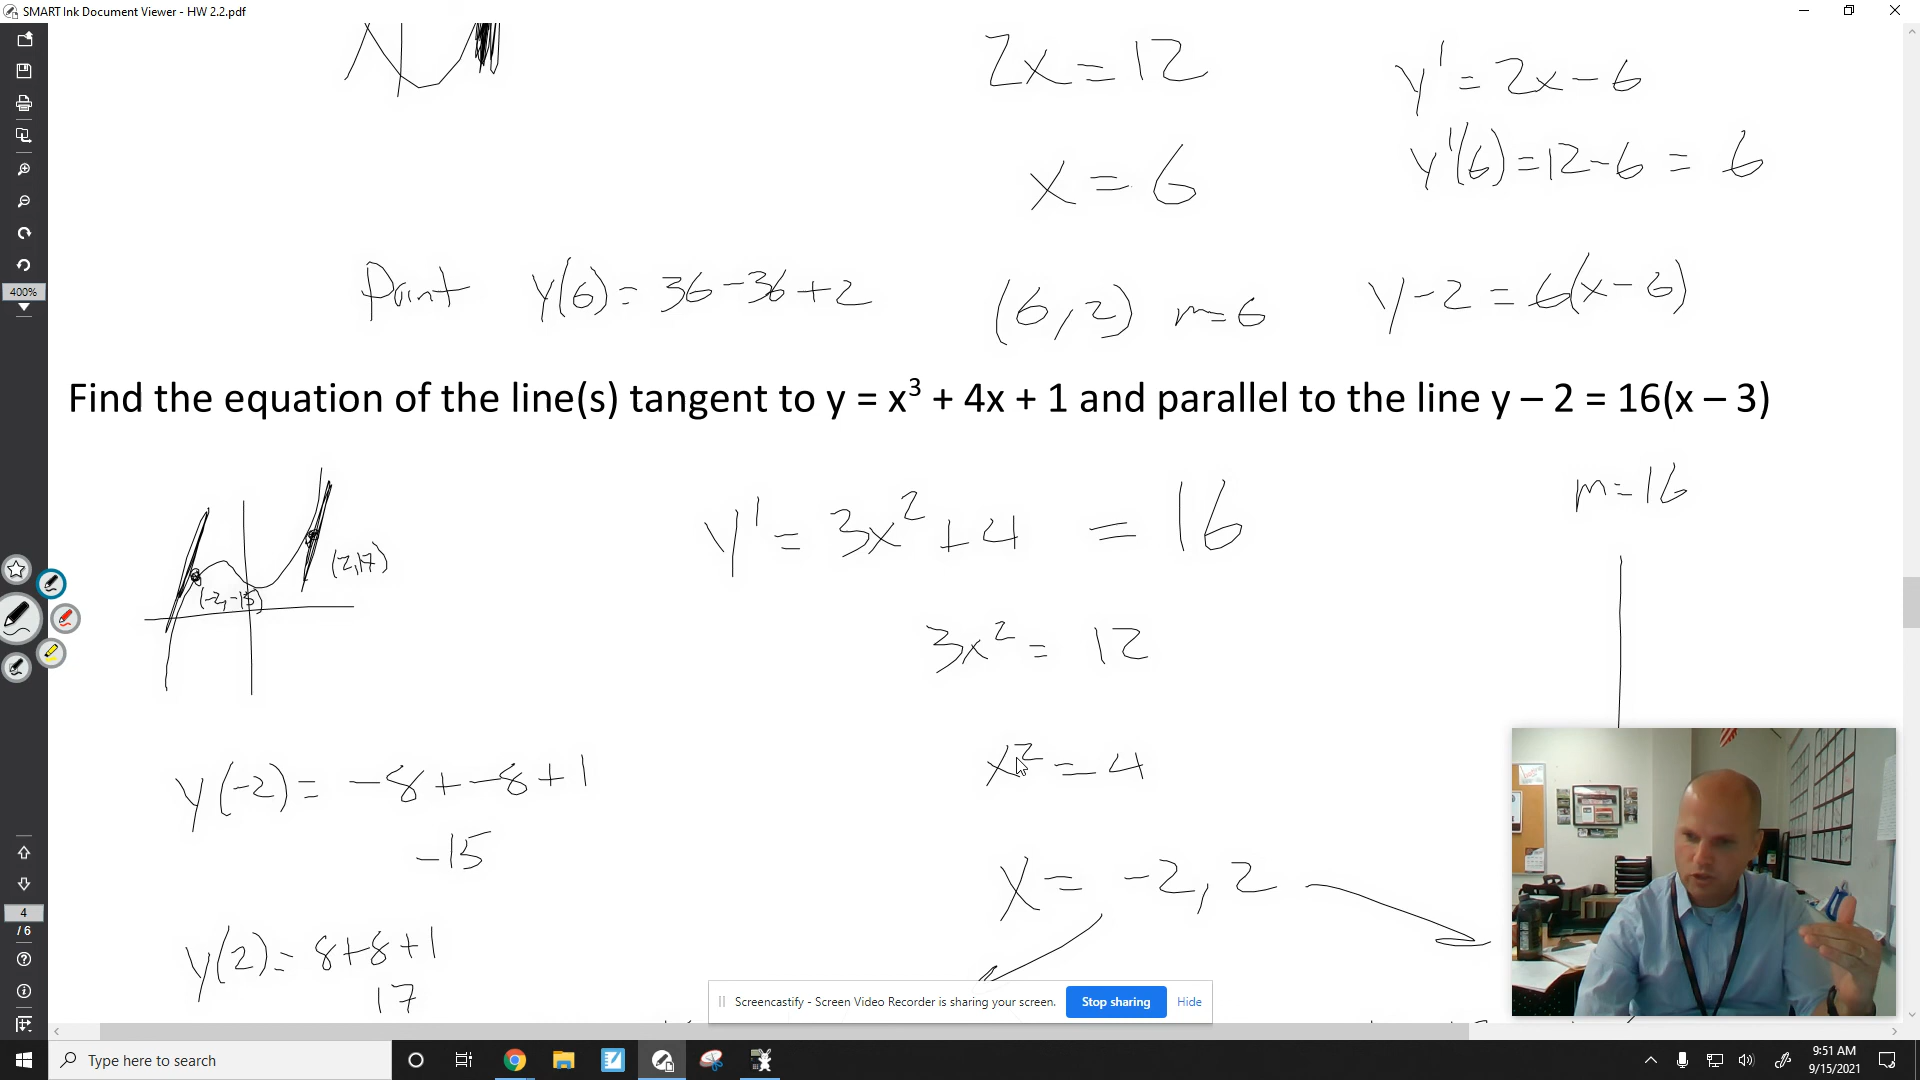 SMART Ink Document Viewer - HW 2.2.pdf
2x = 12
y' = 2x - 6
x = 6
y'(6) = 12 - 6 = 6
400%
Point y(6) = 36 - 36 + 2
(6, 2) m = 6
y - 2 = 6(x - 6)
Find the equation of the line(s) tangent to y = x³ + 4x + 1 and parallel to the line y – 2 = 16(x – 3)
m = 16
y' = 3x² + 4 = 16
(2, 17)
(-2, -15)
3x² = 12
x² = 4
y(-2) = -8 + -8 + 1
-15
x = -2, 2
4
/ 6
y(2) = 8 + 8 + 1
17
Screencastify - Screen Video Recorder is sharing your screen.
Stop sharing
Hide
Type here to search
9:51 AM
9/15/2021